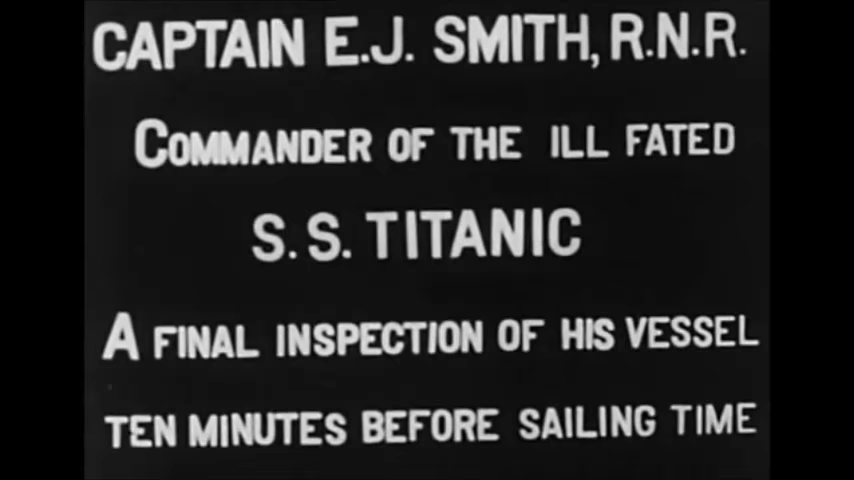 CAPTAIN E.J. SMITH, R.N.R.
COMMANDER OF THE ILL FATED
S.S. TITANIC
A FINAL INSPECTION OF HIS VESSEL
TEN MINUTES BEFORE SAILING TIME